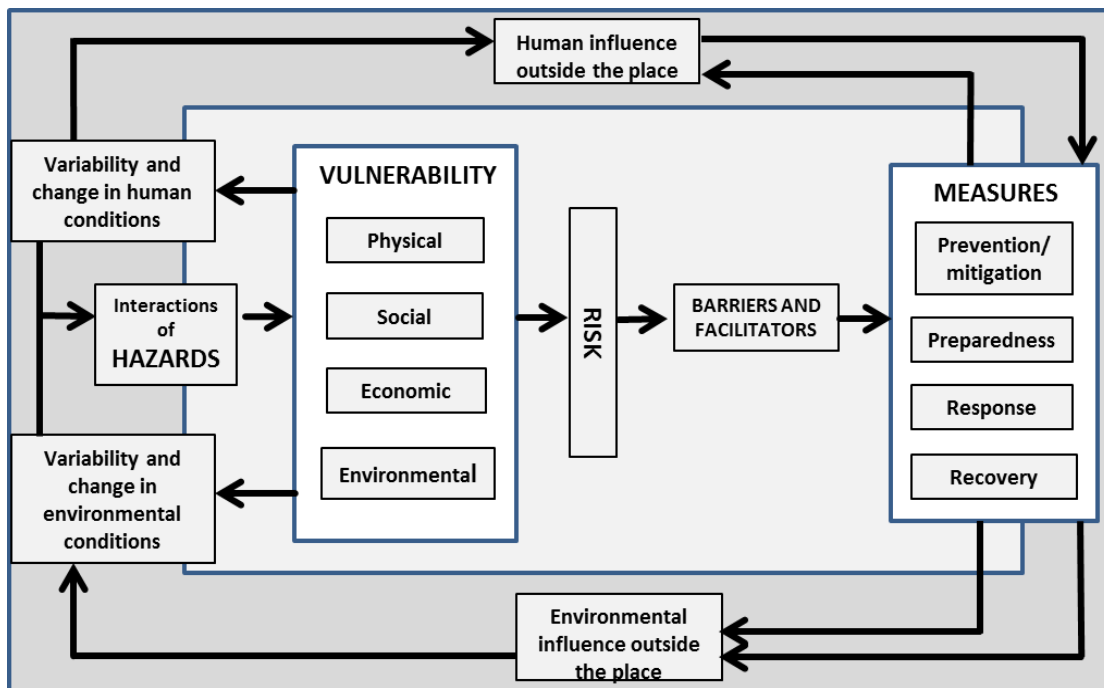 Human influence
outside the place
Variability and
change in human
conditions
VULNERABILITY
Physical
Social
Economic
Environmental
Interactions
of
HAZARDS
Variability and
change in
environmental
conditions
RISK
BARRIERS AND
FACILITATORS
MEASURES
Prevention/
mitigation
Preparedness
Response
Recovery
Environmental
influence outside
the place